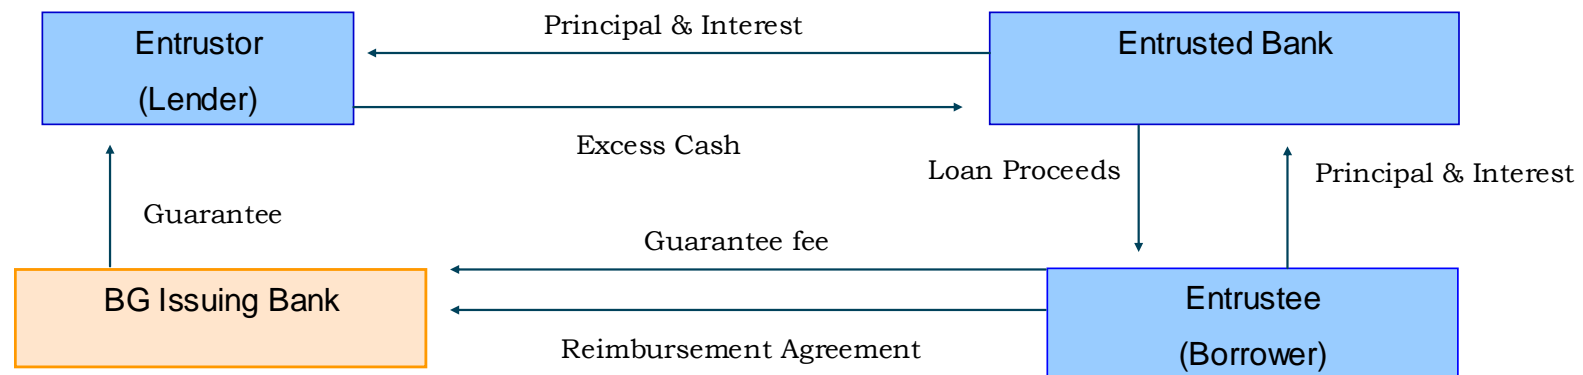 Entrustor
(Lender)
Principal & Interest
Entrusted Bank
Excess Cash
Loan Proceeds
Principal & Interest
Guarantee
Guarantee fee
BG Issuing Bank
Entrustee
(Borrower)
Reimbursement Agreement